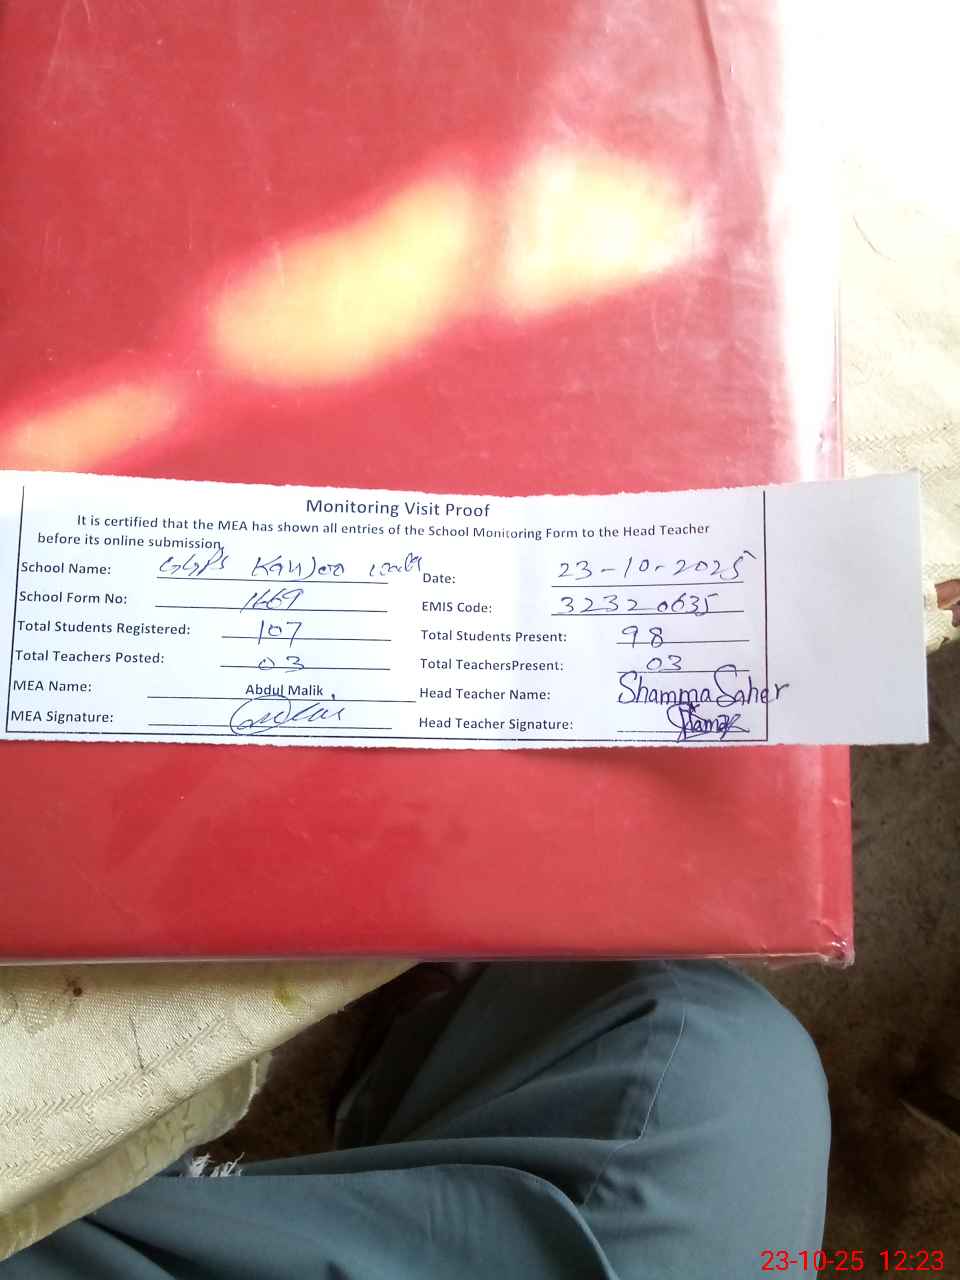 Monitoring Visit Proof
It is certified that the MEA has shown all entries of the School Monitoring Form to the Head Teacher
before its online submission.
School Name: GGPS Date: 23-10-2025
School Form No: 1669 EMIS Code: 32320635
Total Students Registered: 107 Total Students Present: 98
Total Teachers Posted: 03 Total TeachersPresent: 03
MEA Name: Abdul Malik Head Teacher Name: Shamma Saher
MEA Signature: Head Teacher Signature:
23-10-25 12:23